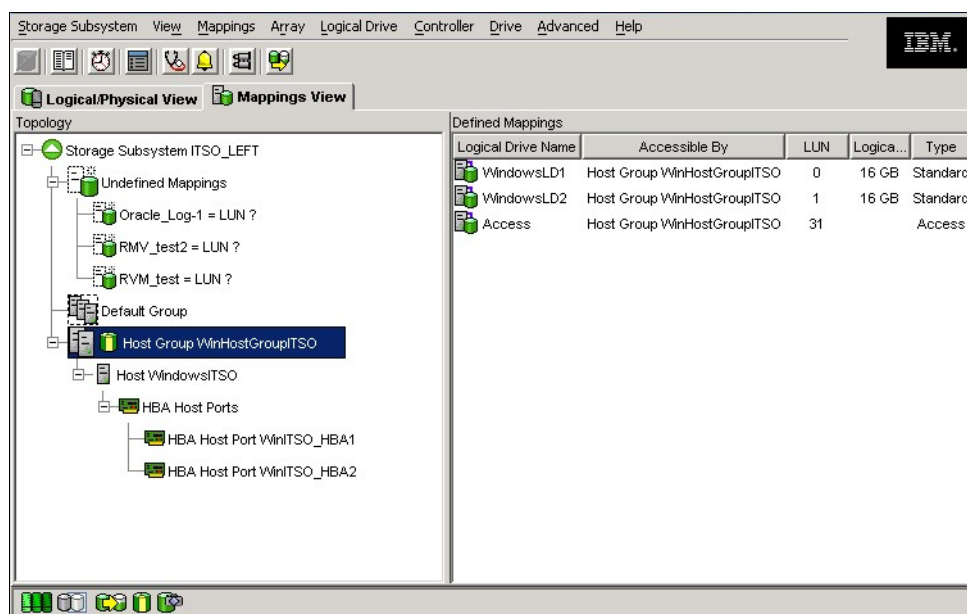 Storage Subsystem View Mappings Array Logical Drive Controller Drive Advanced Help
IBM.
Logical/Physical View Mappings View
Topology
Storage Subsystem ITSO_LEFT
Undefined Mappings
Oracle_Log-1 = LUN ?
RMV_test2 = LUN ?
RVM_test = LUN ?
Default Group
Host Group WinHostGroupITSO
Host WindowsITSO
HBA Host Ports
HBA Host Port WinITSO_HBA1
HBA Host Port WinITSO_HBA2
Defined Mappings
Logical Drive Name Accessible By LUN Logica... Type
WindowsLD1 Host Group WinHostGroupITSO 0 16 GB Standard
WindowsLD2 Host Group WinHostGroupITSO 1 16 GB Standard
Access Host Group WinHostGroupITSO 31 Access